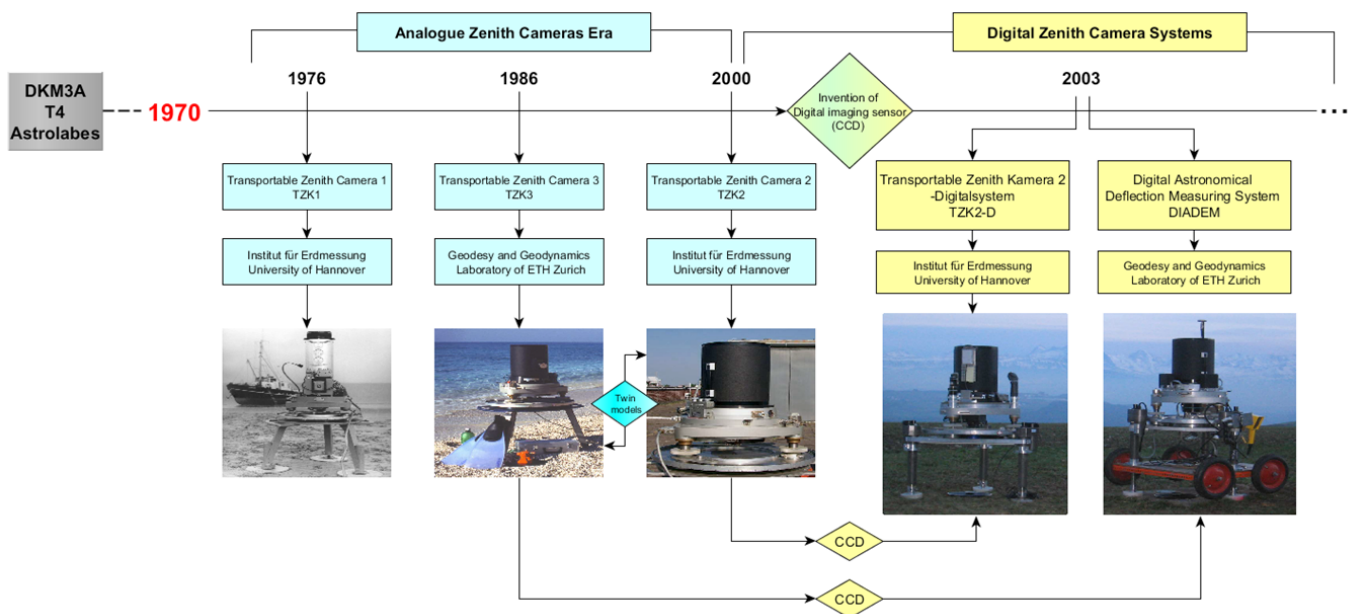 Analogue Zenith Cameras Era
Digital Zenith Camera Systems
DKM3A
T4
Astrolabes
1970
1976
1986
2000
Invention of
Digital imaging sensor
(CCD)
2003
...
Transportable Zenith Camera 1
TZK1
Transportable Zenith Camera 3
TZK3
Transportable Zenith Camera 2
TZK2
Transportable Zenith Kamera 2
-Digitalsystem
TZK2-D
Digital Astronomical
Deflection Measuring System
DIADEM
Institut für Erdmessung
University of Hannover
Geodesy and Geodynamics
Laboratory of ETH Zurich
Institut für Erdmessung
University of Hannover
Institut für Erdmessung
University of Hannover
Geodesy and Geodynamics
Laboratory of ETH Zurich
Twin
models
CCD
CCD